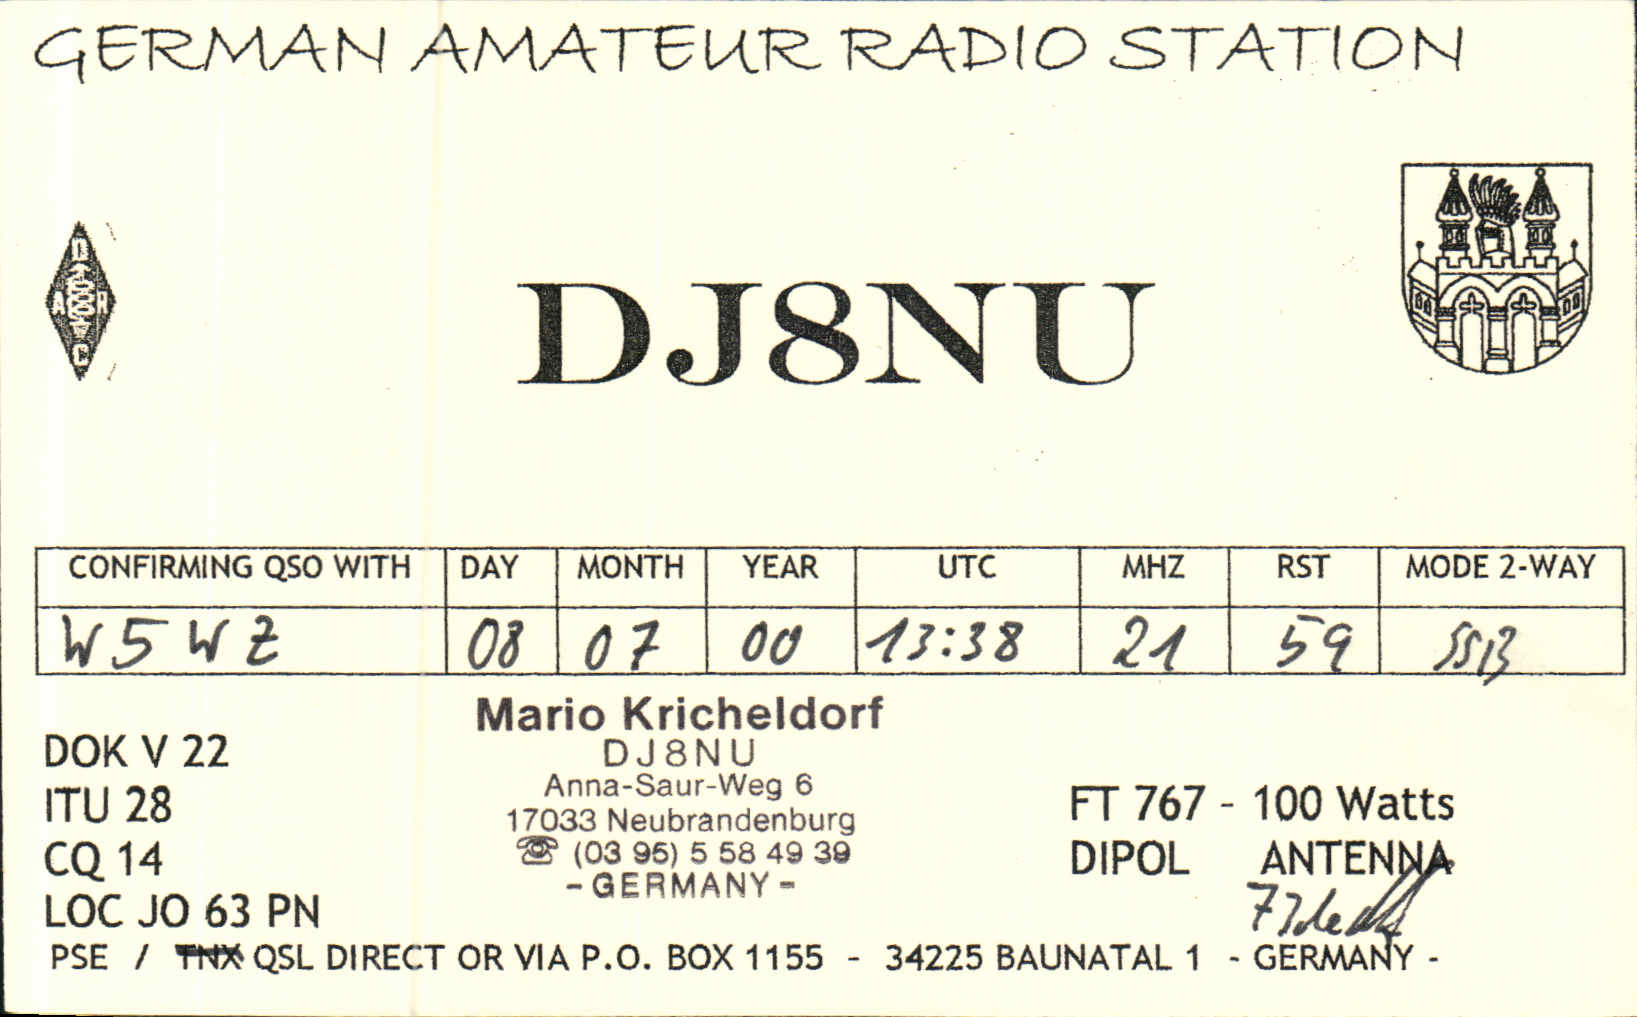 GERMAN AMATEUR RADIO STATION
D
A R
C
DJ8NU
CONFIRMING QSO WITH DAY MONTH YEAR UTC MHZ RST MODE 2-WAY
W5WZ 08 07 00 13:38 21 59 SSB
Mario Kricheldorf
DJ8NU
Anna-Saur-Weg 6
17033 Neubrandenburg
☏ (03 95) 5 58 49 39
-GERMANY-
DOK V 22
ITU 28
CQ 14
LOC JO 63 PN
FT 767 - 100 Watts
DIPOL ANTENNA
73
PSE / TNX QSL DIRECT OR VIA P.O. BOX 1155 - 34225 BAUNATAL 1 - GERMANY -